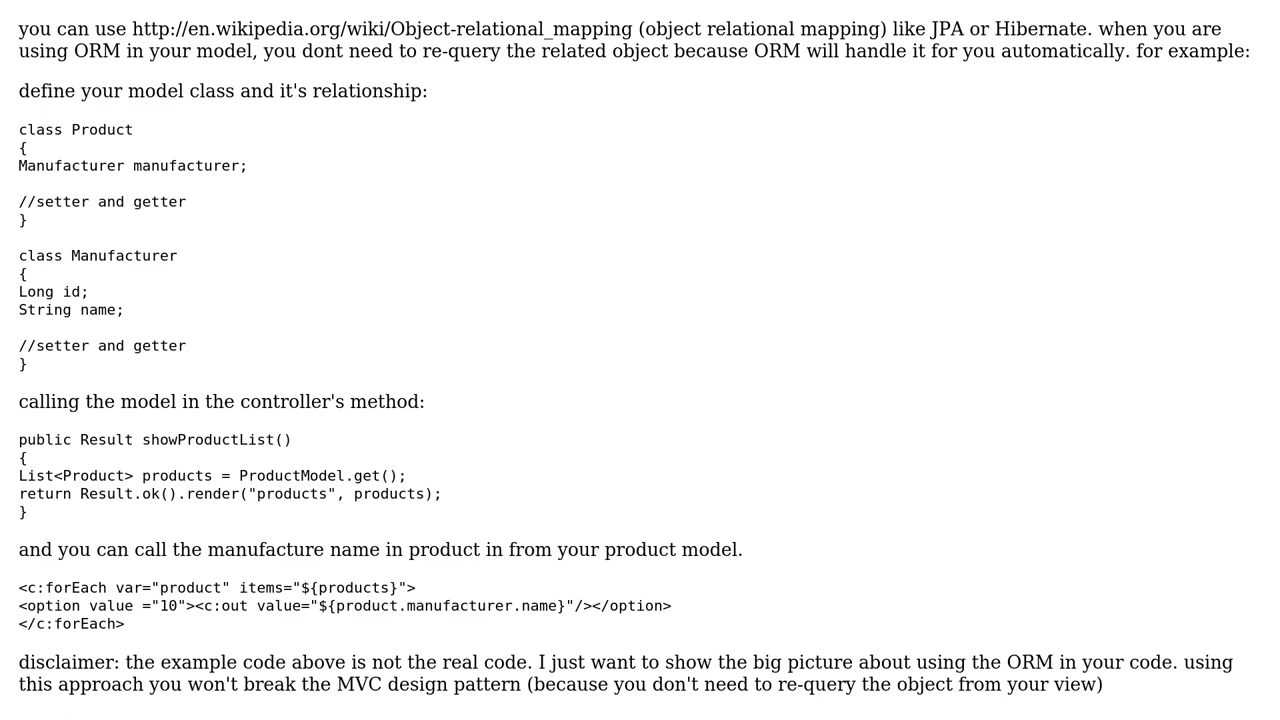 you can use http://en.wikipedia.org/wiki/Object-relational_mapping (object relational mapping) like JPA or Hibernate. when you are
using ORM in your model, you dont need to re-query the related object because ORM will handle it for you automatically. for example:
define your model class and it's relationship:
class Product
{
Manufacturer manufacturer;
//setter and getter
}
class Manufacturer
{
Long id;
String name;
//setter and getter
}
calling the model in the controller's method:
public Result showProductList()
{
List<Product> products = ProductModel.get();
return Result.ok().render("products", products);
}
and you can call the manufacture name in product in from your product model.
<c:forEach var="product" items="${products}">
<option value ="10"><c:out value="${product.manufacturer.name}"/></option>
</c:forEach>
disclaimer: the example code above is not the real code. I just want to show the big picture about using the ORM in your code. using
this approach you won't break the MVC design pattern (because you don't need to re-query the object from your view)